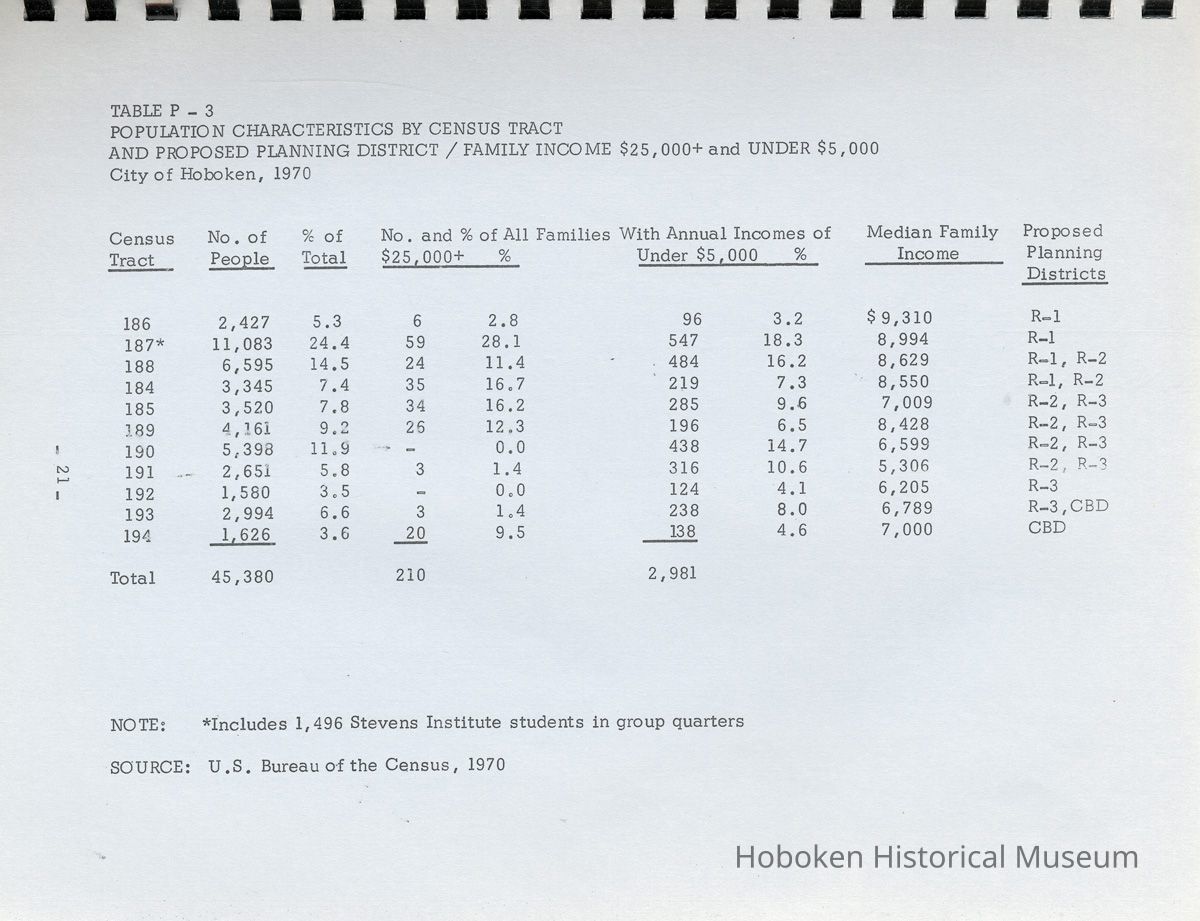 TABLE P - 3
POPULATION CHARACTERISTICS BY CENSUS TRACT
AND PROPOSED PLANNING DISTRICT / FAMILY INCOME $25,000+ and UNDER $5,000
City of Hoboken, 1970
Census No. of % of No. and % of All Families With Annual Incomes of Median Family Proposed
Tract People Total $25,000+ % Under $5,000 % Income Planning
Districts
186 2,427 5.3 6 2.8 96 3.2 $9,310 R-1
187* 11,083 24.4 59 28.1 547 18.3 8,994 R-1
188 6,595 14.5 24 11.4 484 16.2 8,629 R-1, R-2
184 3,345 7.4 35 16.7 219 7.3 8,550 R-1, R-2
185 3,520 7.8 34 16.2 285 9.6 7,009 R-2, R-3
189 4,161 9.2 26 12.3 196 6.5 8,428 R-2, R-3
190 5,398 11.9 - 0.0 438 14.7 6,599 R-2, R-3
191 2,651 5.8 3 1.4 316 10.6 5,306 R-2, R-3
192 1,580 3.5 - 0.0 124 4.1 6,205 R-3
193 2,994 6.6 3 1.4 238 8.0 6,789 R-3,CBD
194 1,626 3.6 20 9.5 138 4.6 7,000 CBD
Total 45,380 210 2,981
NOTE: *Includes 1,496 Stevens Institute students in group quarters
SOURCE: U.S. Bureau of the Census, 1970
- 21 -
Hoboken Historical Museum